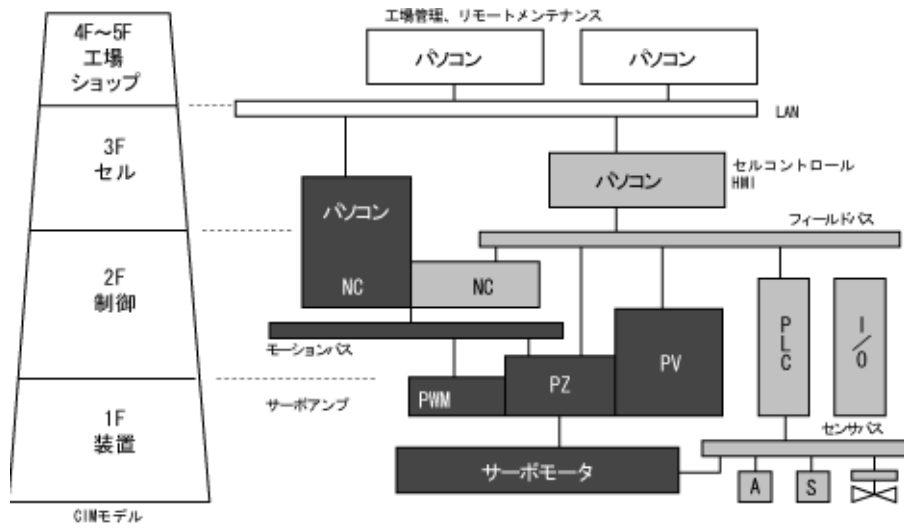 工場管理、リモートメンテナンス
4F～5F
工場
ショップ
パソコン
パソコン
LAN
3F
セル
パソコン
セルコントロール
HMI
パソコン
フィールドバス
2F
制御
NC
NC
PLC
I/O
モーションバス
PV
PZ
PWM
サーボアンプ
1F
装置
センサバス
サーボモータ
A
S
CIMモデル